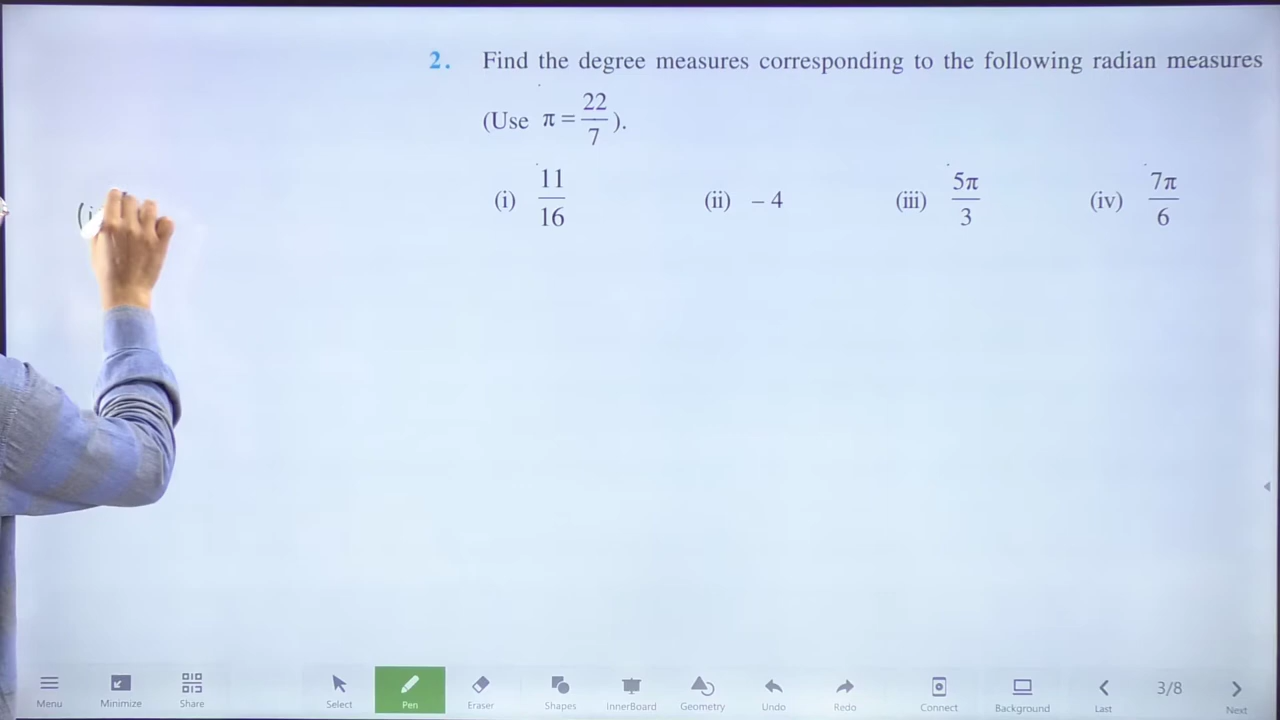 2. Find the degree measures corresponding to the following radian measures
(Use π = 22/7 ).
(i) 11/16 (ii) – 4 (iii) 5π/3 (iv) 7π/6
(i
Menu Minimize Share Select Pen Eraser Shapes InnerBoard Geometry Undo Redo Connect Background Last 3/8 Next